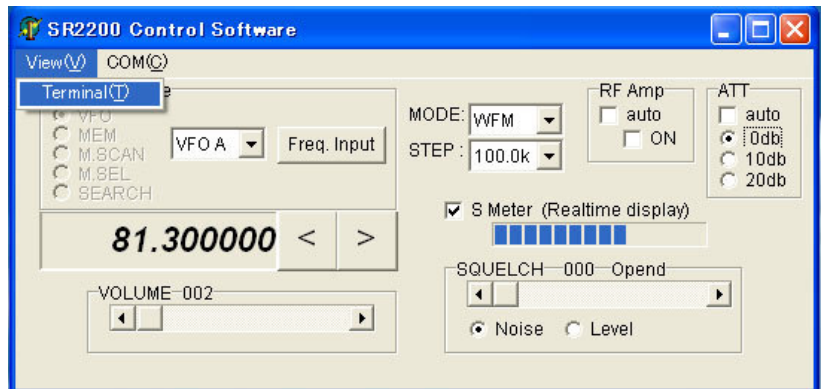 SR2200 Control Software
View(V) COM(C)
Terminal(T)
VFO
MEM
M.SCAN
M.SEL
SEARCH
VFO A
Freq. Input
MODE: WFM
STEP : 100.0k
RF Amp
auto
ON
ATT
auto
0db
10db
20db
81.300000 < >
S Meter (Realtime display)
VOLUME 002
SQUELCH 000 Opend
Noise Level